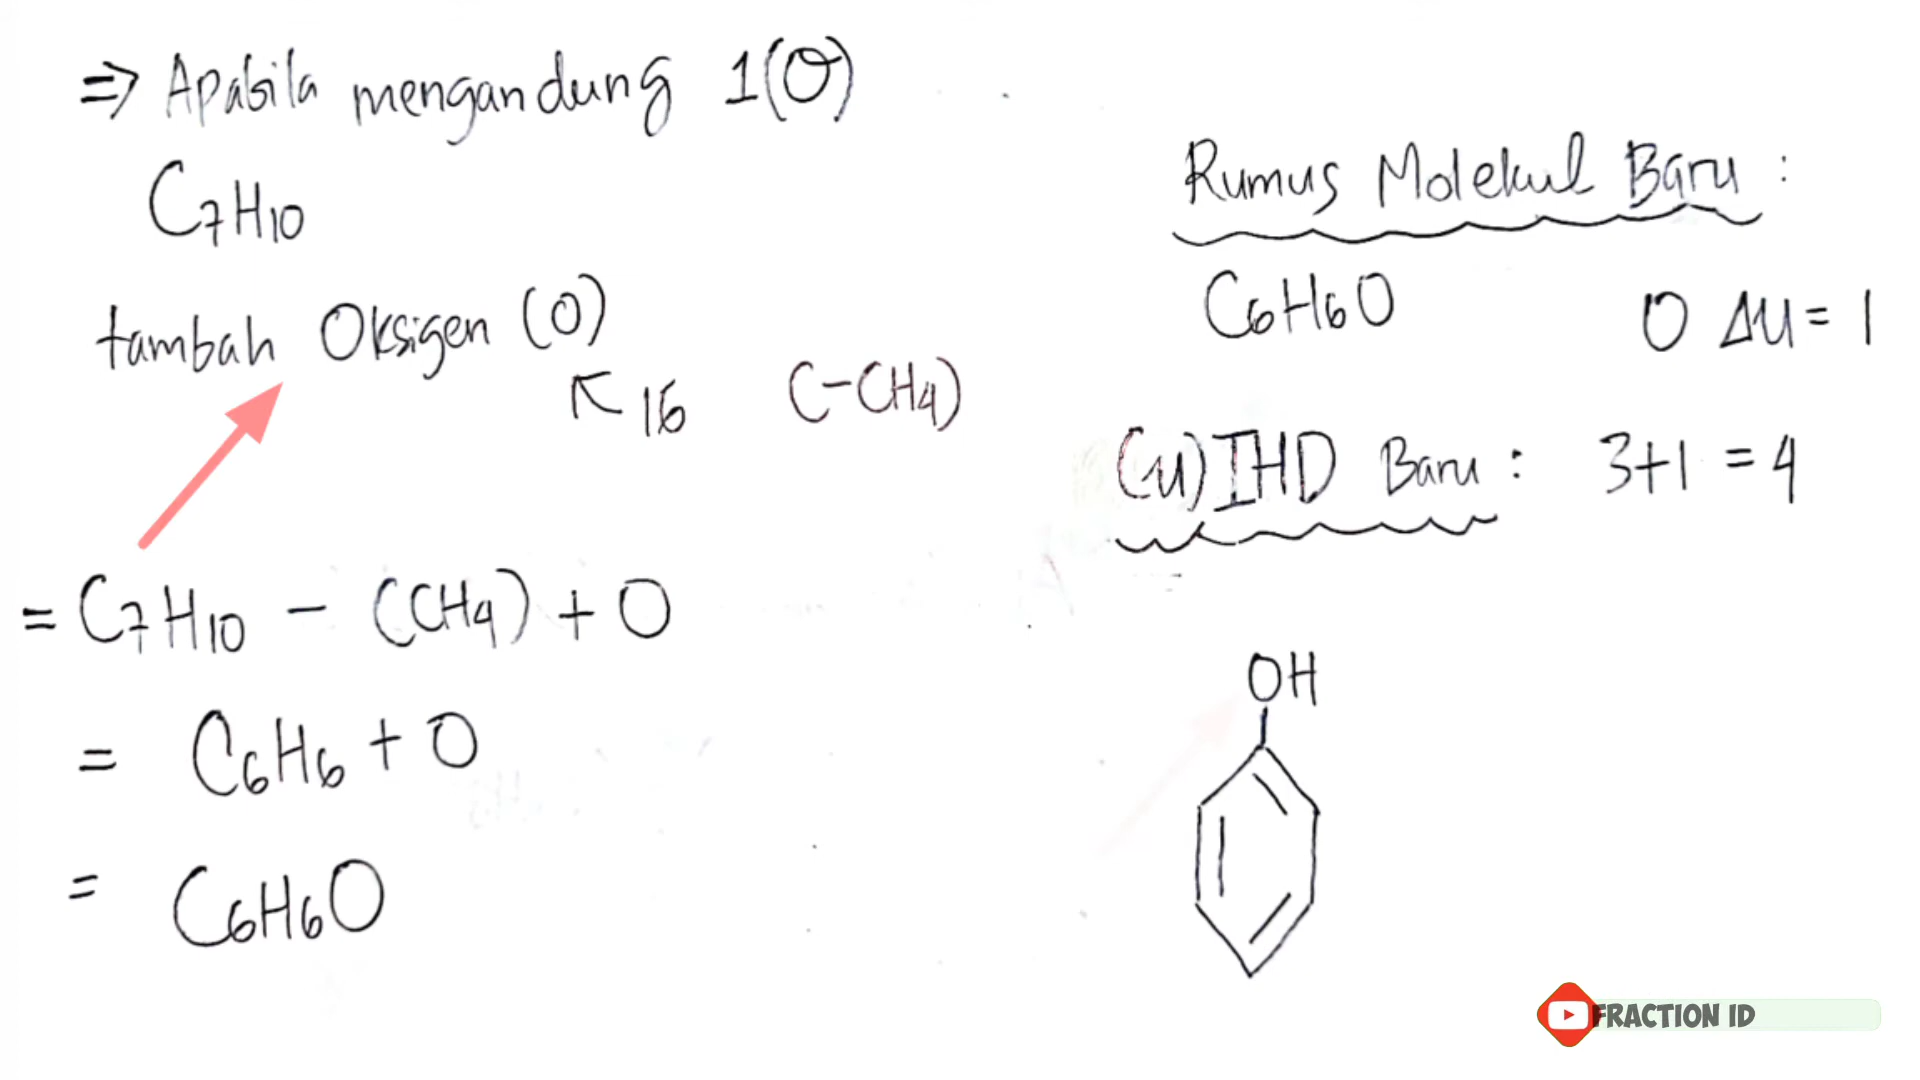 ⇒ Apabila mengandung 1(O)
C₇H₁₀
tambah Oksigen (O)
↖ 16 (-CH₄)
= C₇H₁₀ - (CH₄) + O
= C₆H₆ + O
= C₆H₆O
Rumus Molekul Baru :
C₆H₆O O ΔU = 1
(U) IHD Baru : 3+1 = 4
OH
FRACTION ID